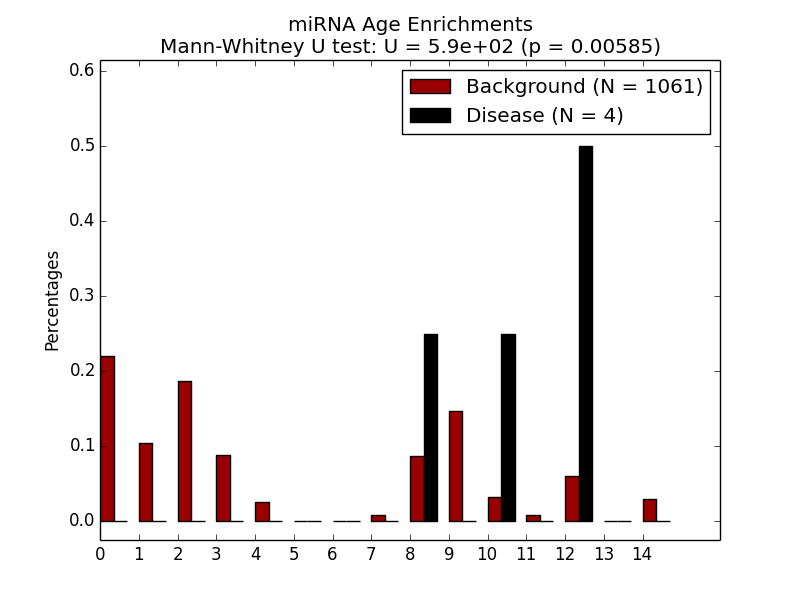 miRNA Age Enrichments
Mann-Whitney U test: U = 5.9e+02 (p = 0.00585)
Background (N = 1061)
Disease (N = 4)
Percentages
0.6
0.5
0.4
0.3
0.2
0.1
0.0
0 1 2 3 4 5 6 7 8 9 10 11 12 13 14